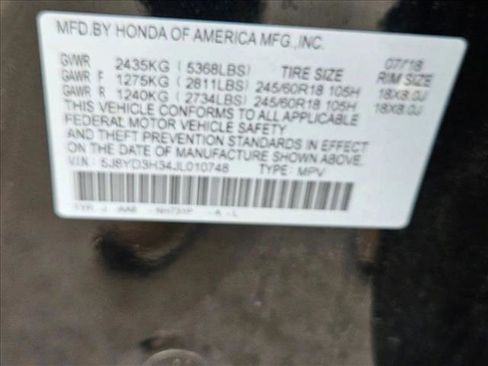 MFD.BY HONDA OF AMERICA MFG.,INC.
GVWR 2435KG ( 5368LBS) TIRE SIZE 07/18
GAWR F 1275KG ( 2811LBS) 245/60R18 105H RIM SIZE
GAWR R 1240KG ( 2734LBS) 245/60R18 105H 18X8.0J
THIS VEHICLE CONFORMS TO ALL APPLICABLE 18X8.0J
FEDERAL MOTOR VEHICLE SAFETY
AND THEFT PREVENTION STANDARDS IN EFFECT
ON THE DATE OF MANUFACTURE SHOWN ABOVE.
V.I.N.: 5J8YD3H34JL010748 TYPE: MPV
A - L